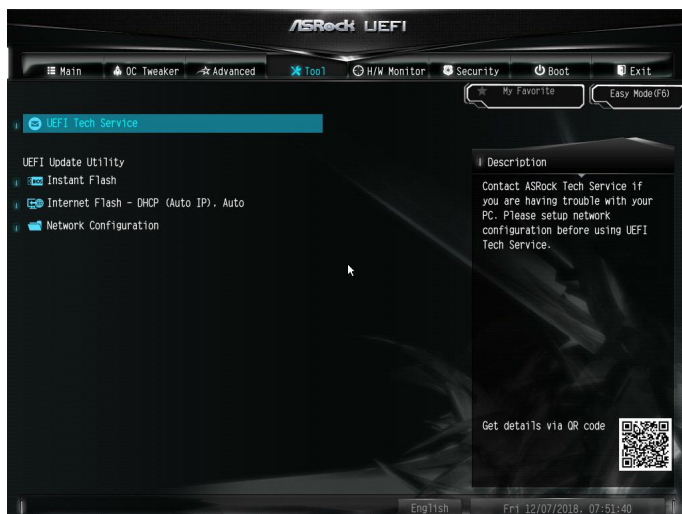 ASRock UEFI
Main OC Tweaker Advanced Tool H/W Monitor Security Boot Exit
My Favorite Easy Mode(F6)
UEFI Tech Service
UEFI Update Utility
Instant Flash
Internet Flash - DHCP (Auto IP). Auto
Network Configuration
Description
Contact ASRock Tech Service if
you are having trouble with your
PC. Please setup network
configuration before using UEFI
Tech Service.
Get details via QR code
English Fri 12/07/2018. 07:51:40